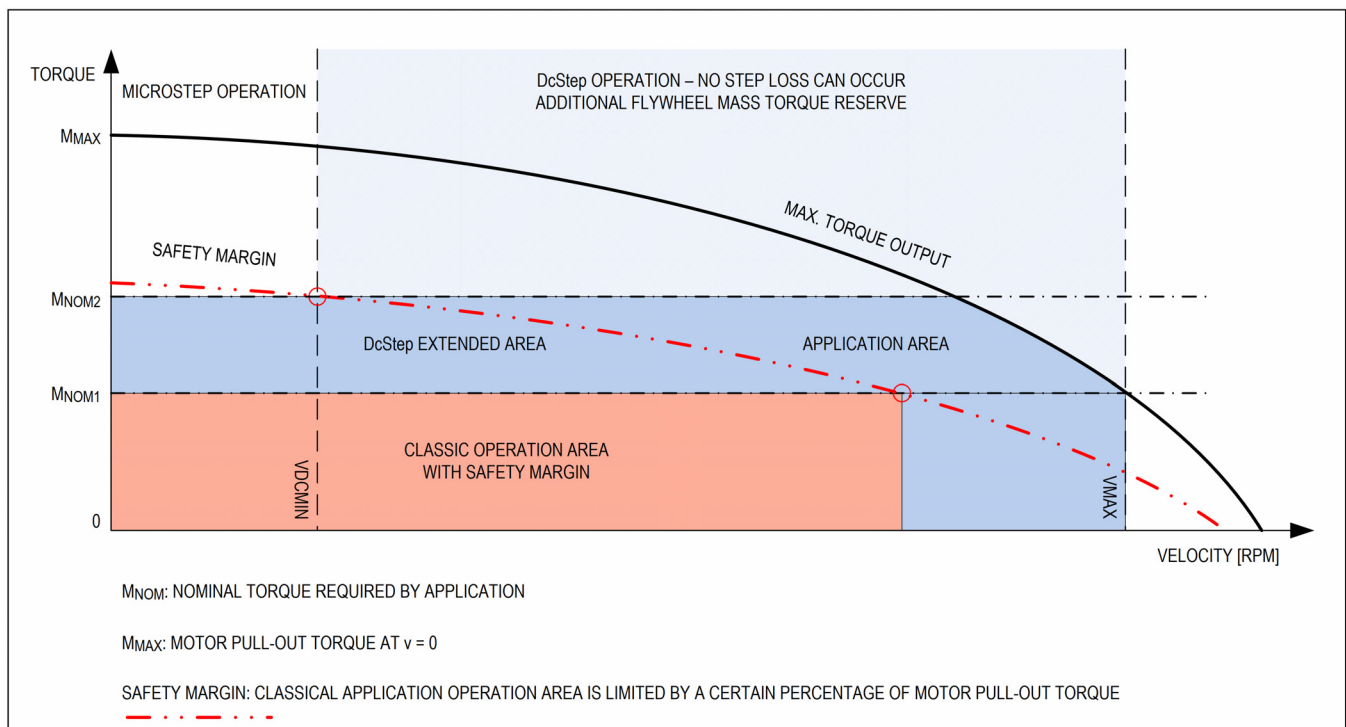 TORQUE
MICROSTEP OPERATION
DcStep OPERATION – NO STEP LOSS CAN OCCUR
ADDITIONAL FLYWHEEL MASS TORQUE RESERVE
MMAX
MAX. TORQUE OUTPUT
SAFETY MARGIN
MNOM2
DcStep EXTENDED AREA
APPLICATION AREA
MNOM1
CLASSIC OPERATION AREA
WITH SAFETY MARGIN
VDCMIN
VMAX
0
VELOCITY [RPM]
MNOM: NOMINAL TORQUE REQUIRED BY APPLICATION
MMAX: MOTOR PULL-OUT TORQUE AT v = 0
SAFETY MARGIN: CLASSICAL APPLICATION OPERATION AREA IS LIMITED BY A CERTAIN PERCENTAGE OF MOTOR PULL-OUT TORQUE